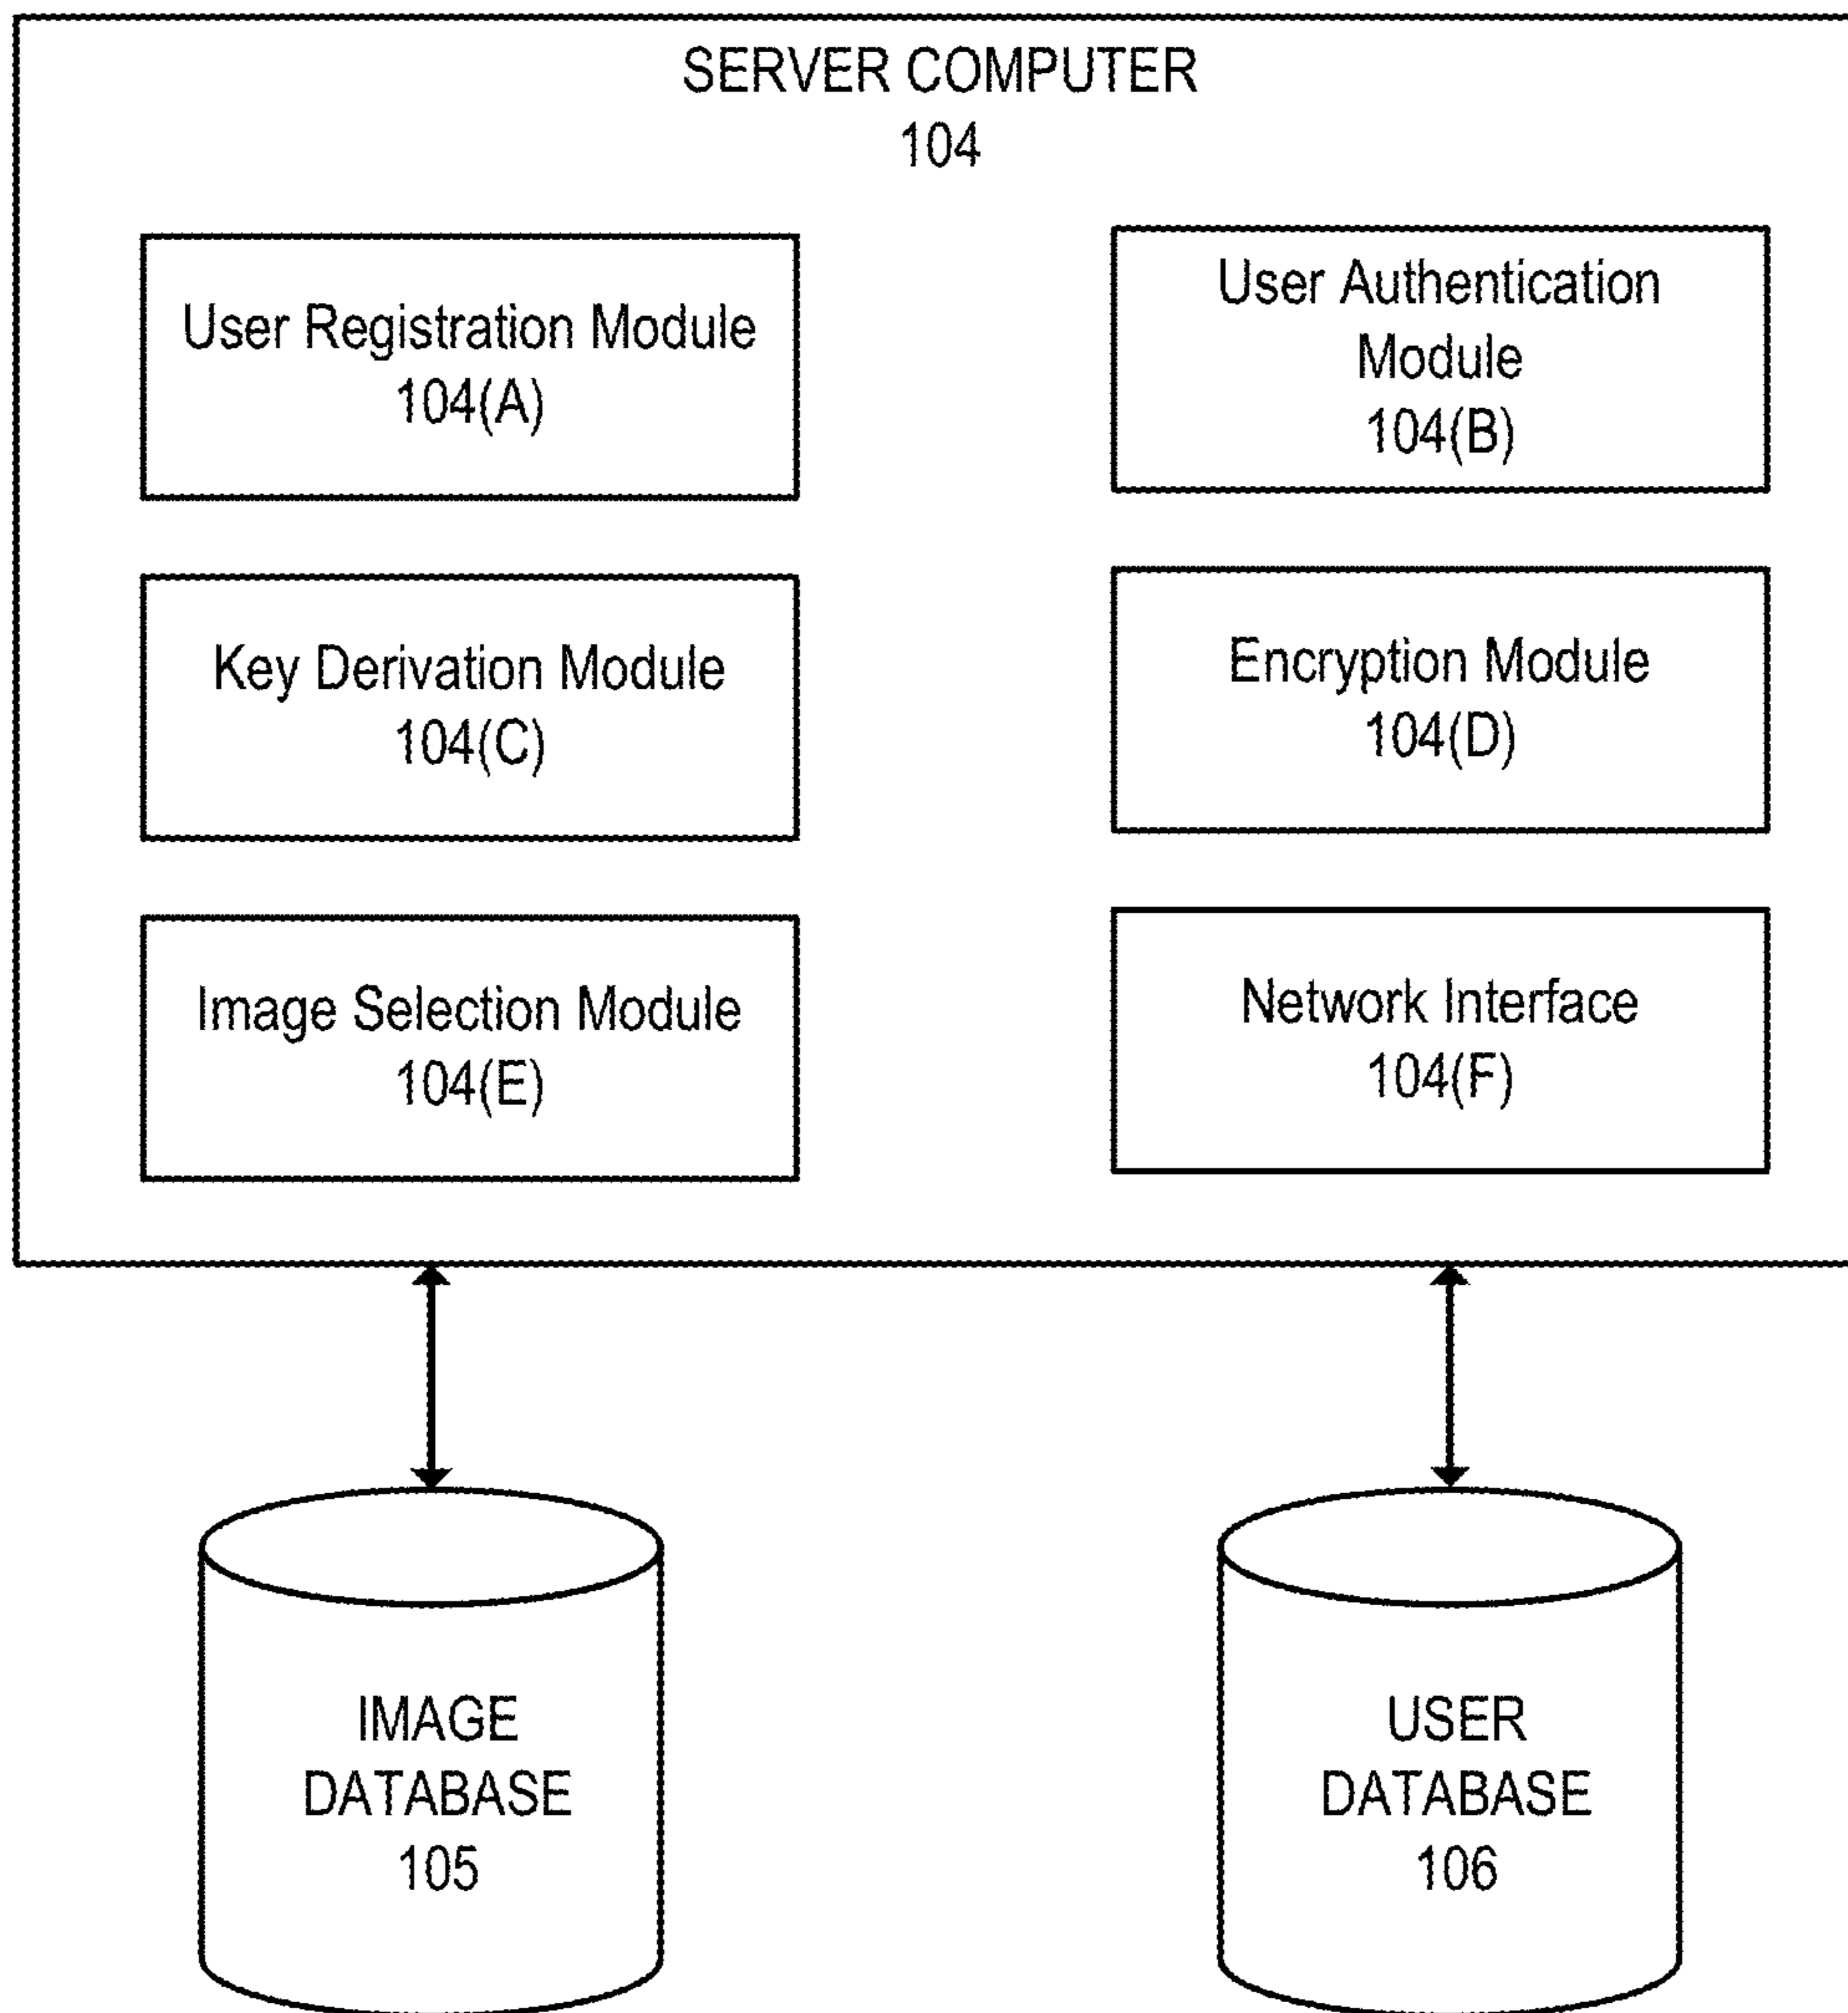 SERVER COMPUTER
104
User Registration Module
104(A)
User Authentication
Module
104(B)
Key Derivation Module
104(C)
Encryption Module
104(D)
Image Selection Module
104(E)
Network Interface
104(F)
IMAGE
DATABASE
105
USER
DATABASE
106